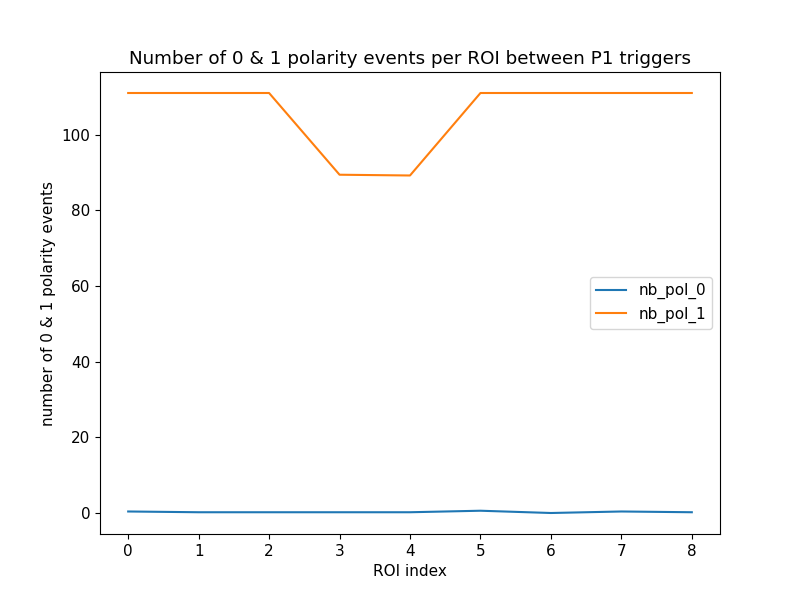 Number of 0 & 1 polarity events per ROI between P1 triggers
number of 0 & 1 polarity events
100
80
60
40
20
0
nb_pol_0
nb_pol_1
0 1 2 3 4 5 6 7 8
ROI index